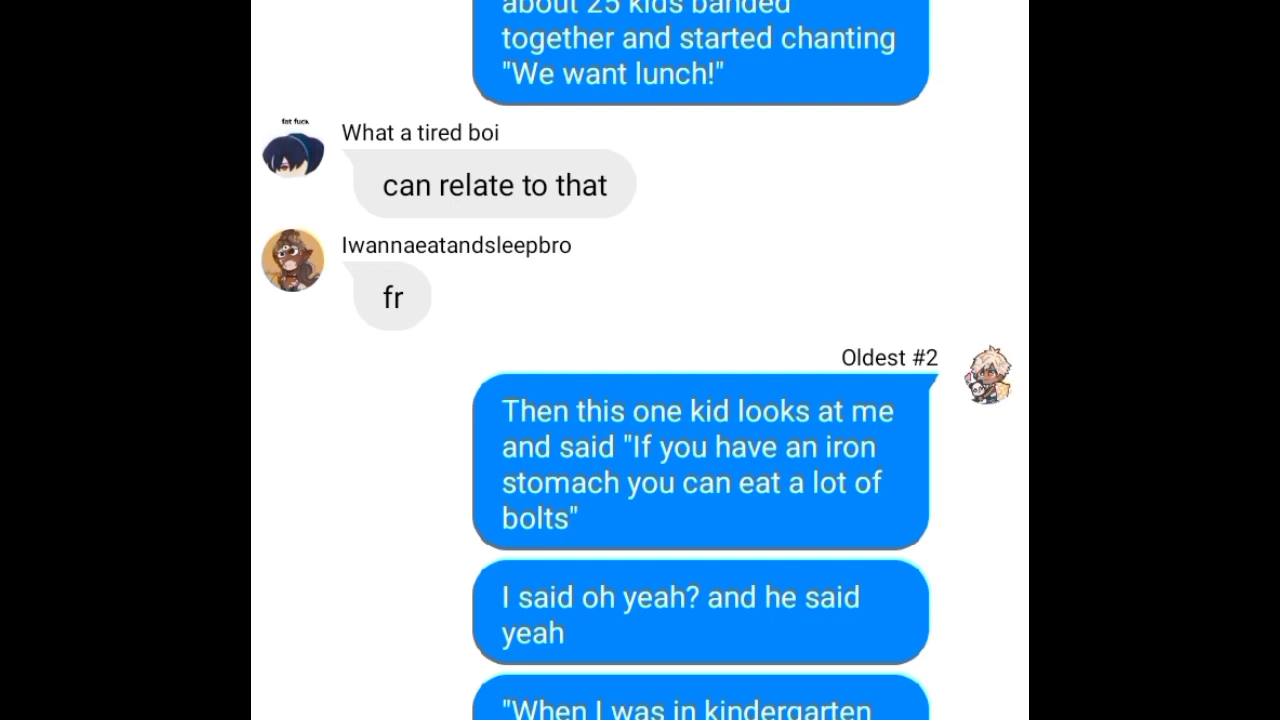 about 25 kids banded
together and started chanting
"We want lunch!"
fat fuck
What a tired boi
can relate to that
Iwannaeatandsleepbro
fr
Oldest #2
Then this one kid looks at me
and said "If you have an iron
stomach you can eat a lot of
bolts"
I said oh yeah? and he said
yeah
"When I was in kindergarten